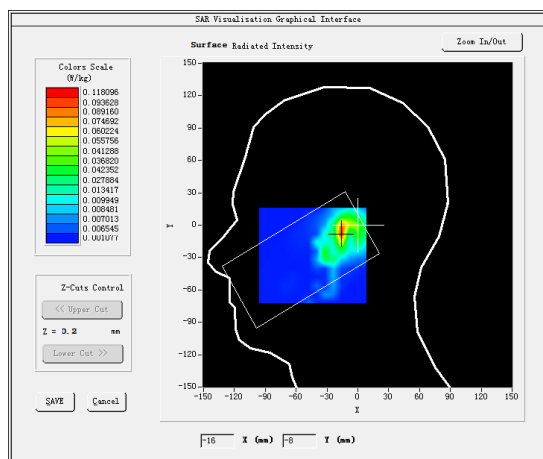 SAR Visualisation Graphical Interface
Surface Radiated Intensity
Zoom In/Out
Colors Scale
(W/kg)
0.118096
0.093628
0.089160
0.074692
0.060224
0.055756
0.041288
0.036820
0.042352
0.027884
0.013417
0.009949
0.008481
0.007013
0.006545
0.001077
Z-Cuts Control
<< Upper Cut
Z = 0.2 mm
Lower Cut >>
SAVE
Cancel
150
120
90
60
30
0
-30
-60
-90
-120
-150
Y
-150 -120 -90 -60 -30 0 30 60 90 120 150
X
-16 X (mm) -8 Y (mm)